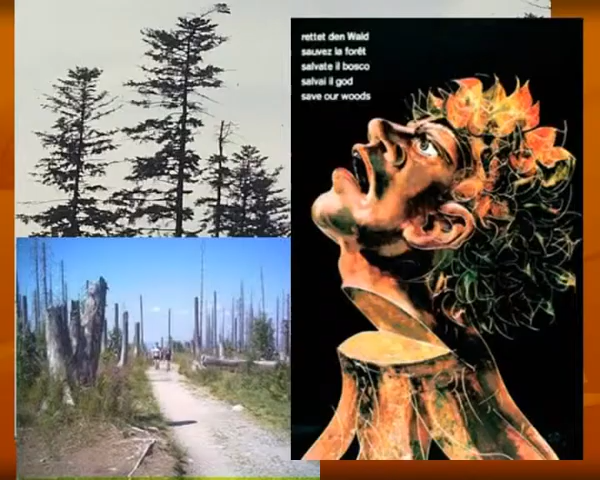 rettet den Wald
sauvez la forêt
salvate il bosco
salvai il god
save our woods